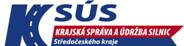 KSÚS
KRAJSKÁ SPRÁVA A ÚDRŽBA SILNIC
Středočeského kraje